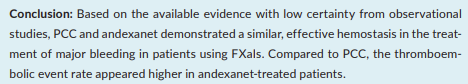 Conclusion: Based on the available evidence with low certainty from observational
studies, PCC and andexanet demonstrated a similar, effective hemostasis in the treat-
ment of major bleeding in patients using FXaIs. Compared to PCC, the thromboem-
bolic event rate appeared higher in andexanet-treated patients.